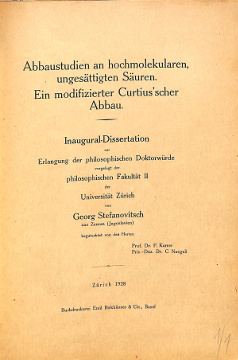 Abbaustudien an hochmolekularen,
ungesättigten Säuren.
Ein modifizierter Curtius'scher
Abbau.
Inaugural-Dissertation
zur
Erlangung der philosophischen Doktorwürde
vorgelegt der
philosophischen Fakultät II
der
Universität Zürich
von
Georg Stefanovitsch
aus (Jugoslavien)
begutachtet von den Herren
Prof. Dr. P. Karrer
Priv.-Doz. Dr. C. Naegeli
Zürich 1928
Buchdruckerei Emil Birkhäuser & Cie., Basel